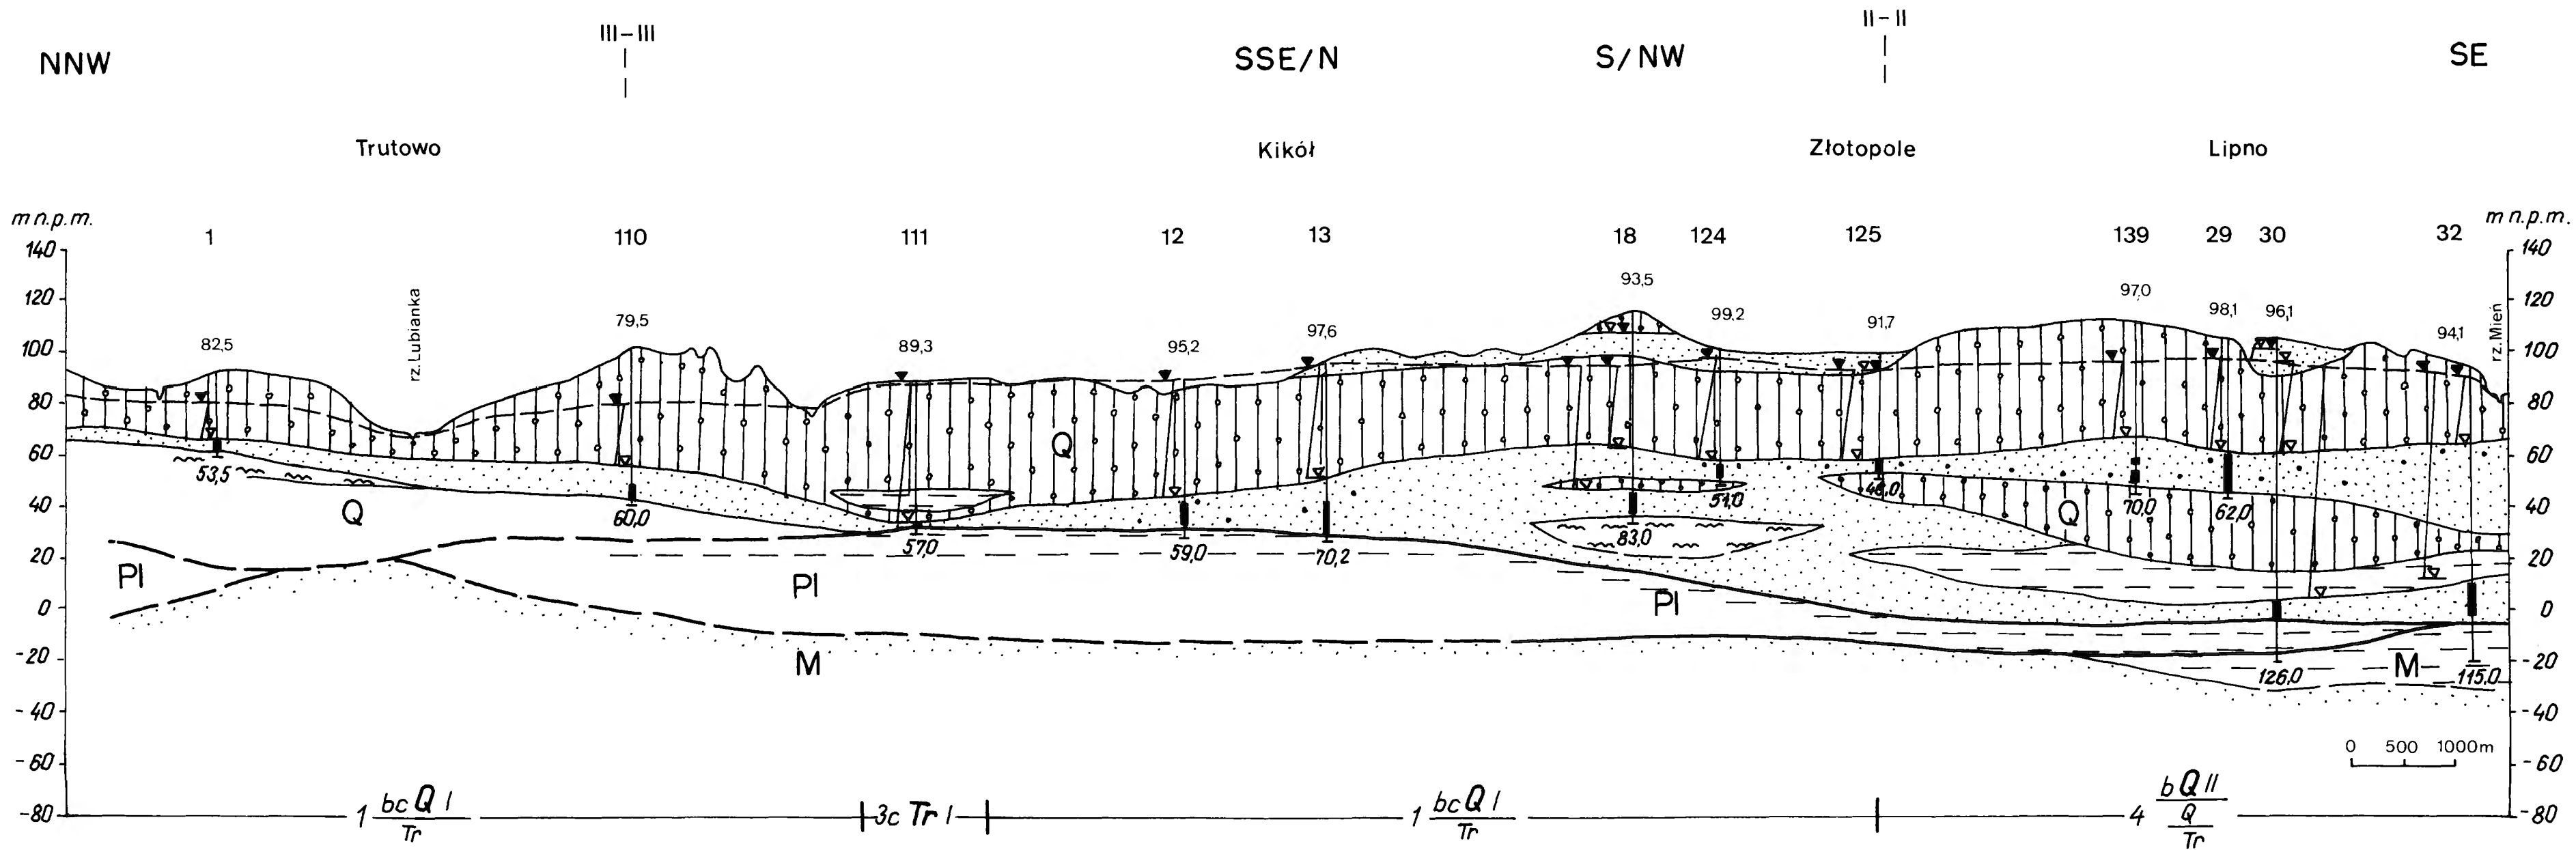 III–III
II–II
NNW
SSE/N
S/NW
SE
Trutowo
Kikół
Złotopole
Lipno
m n.p.m.
m n.p.m.
1
110
111
12
13
18
124
125
139
29
30
32
140
120
100
80
60
40
20
0
-20
-40
-60
-80
140
120
100
80
60
40
20
0
-20
-40
-60
-80
rz. Lubianka
rz. Mień
82,5
79,5
89,3
95,2
97,6
93,5
99,2
91,7
97,0
98,1
96,1
94,1
Q
Q
Q
53,5
60,0
57,0
59,0
70,2
83,0
51,0
48,0
70,0
62,0
126,0
115,0
Pl
Pl
Pl
M
M
0 500 1000m
1 bc Q I
Tr
3c Tr I
1 bc Q I
Tr
4 b Q II
Q
Tr